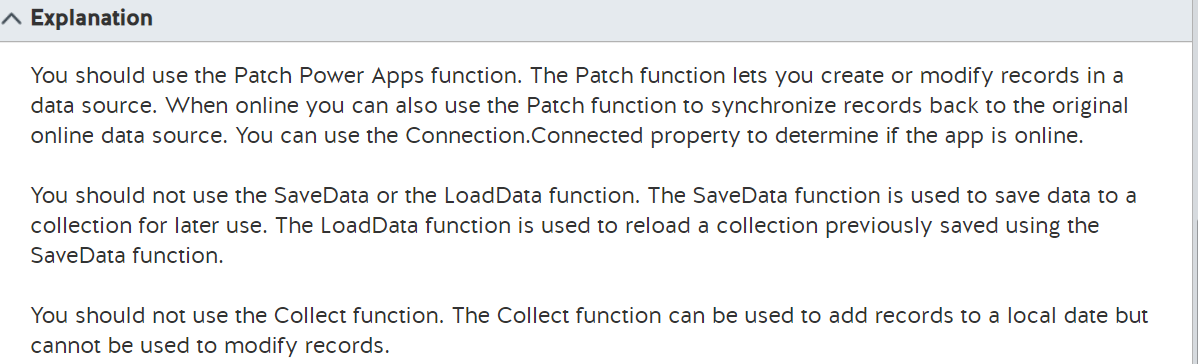 Explanation
You should use the Patch Power Apps function. The Patch function lets you create or modify records in a
data source. When online you can also use the Patch function to synchronize records back to the original
online data source. You can use the Connection.Connected property to determine if the app is online.
You should not use the SaveData or the LoadData function. The SaveData function is used to save data to a
collection for later use. The LoadData function is used to reload a collection previously saved using the
SaveData function.
You should not use the Collect function. The Collect function can be used to add records to a local date but
cannot be used to modify records.